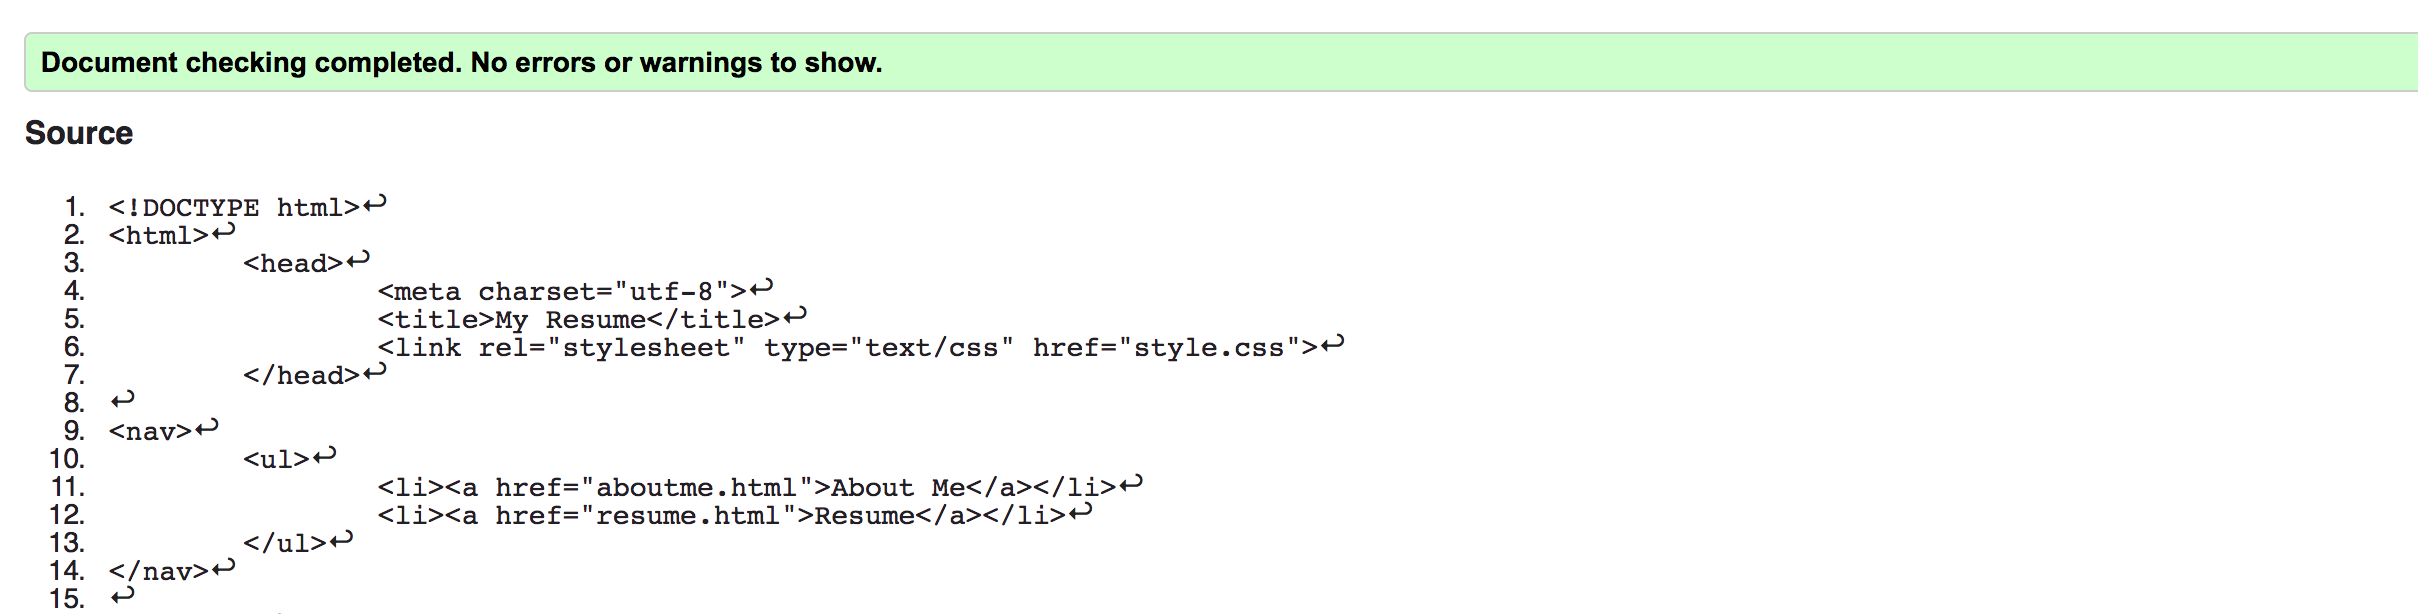 Document checking completed. No errors or warnings to show.
Source
1. <!DOCTYPE html>↩
2. <html>↩
3. <head>↩
4. <meta charset="utf-8">↩
5. <title>My Resume</title>↩
6. <link rel="stylesheet" type="text/css" href="style.css">↩
7. </head>↩
8. ↩
9. <nav>↩
10. <ul>↩
11. <li><a href="aboutme.html">About Me</a></li>↩
12. <li><a href="resume.html">Resume</a></li>↩
13. </ul>↩
14. </nav>↩
15. ↩